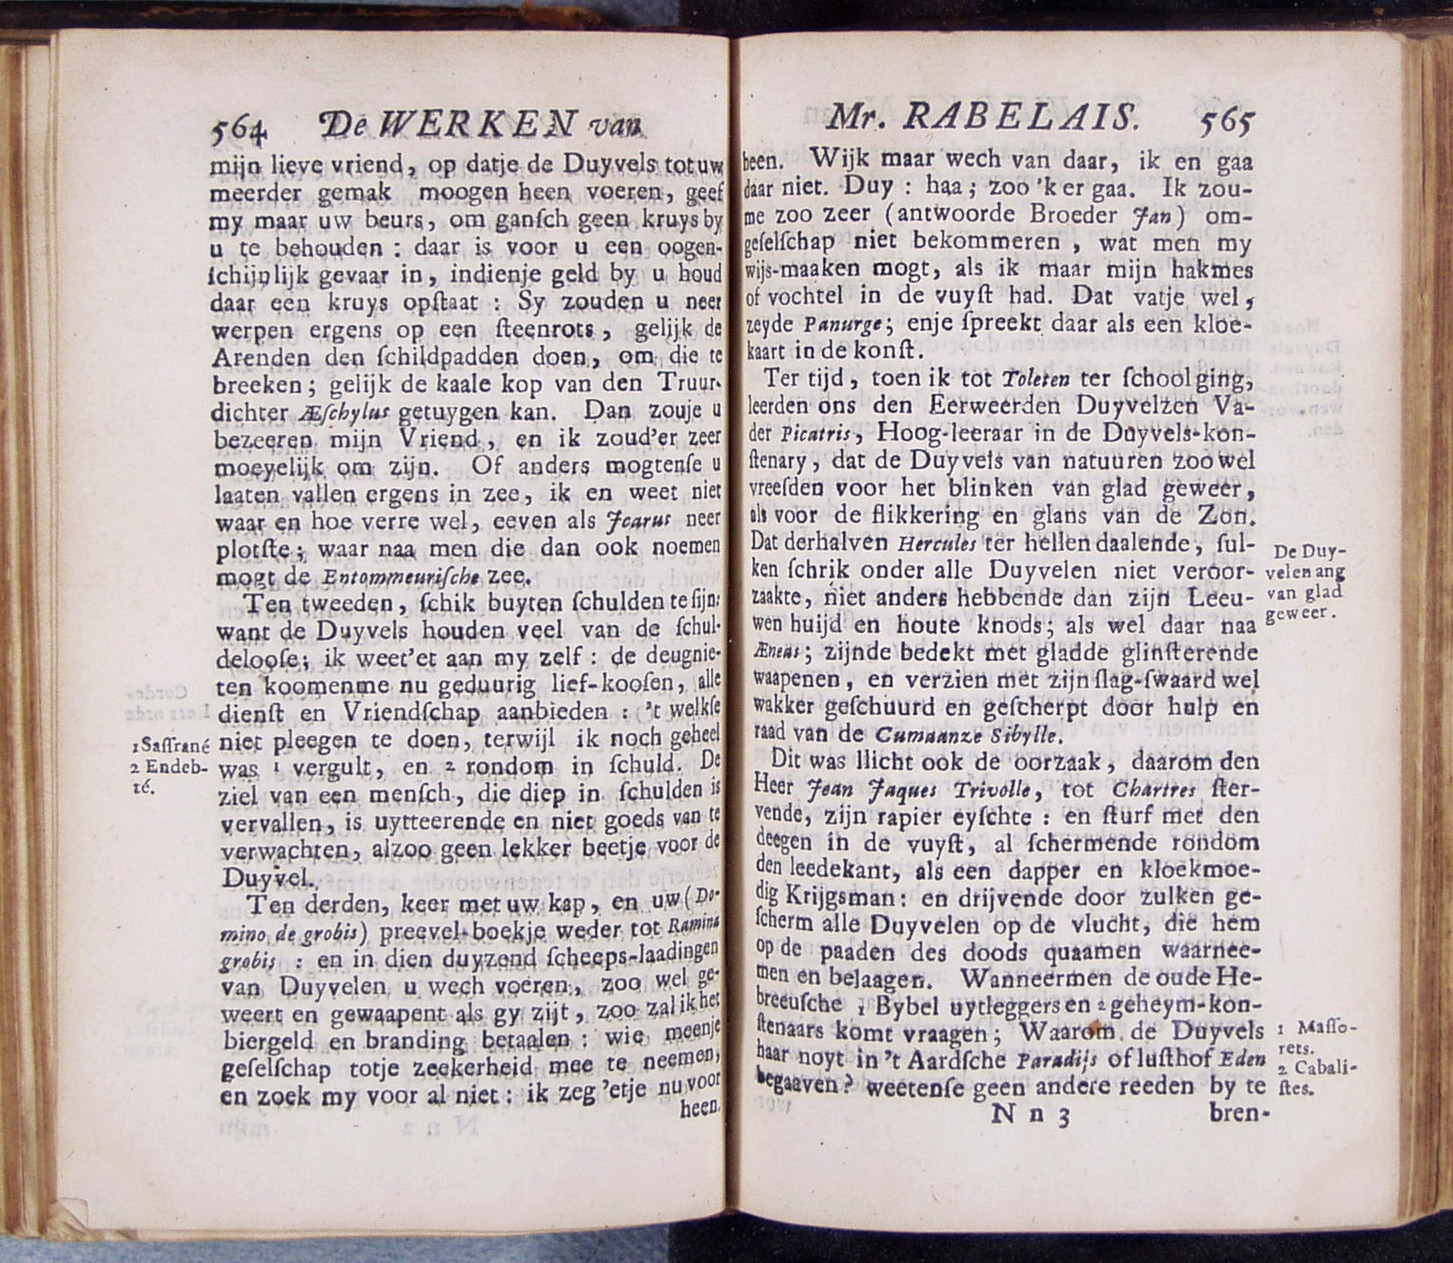 564 De WERKEN van
mijn lieve vriend, op datje de Duyvels tot uw
meerder gemak moogen heen voeren, geef
my maar uw beurs, om ganſch geen kruys by
u te behouden : daar is voor u een oogen-
ſchijnlijk gevaar in, indienje geld by u houd
daar een kruys opſtaat : Sy zouden u neer
werpen ergens op een ſteenrots, gelijk de
Arenden den ſchildpadden doen, om die te
breeken; gelijk de kaale kop van den Truur-
dichter Æſchylus getuygen kan. Dan zouje u
bezeeren mijn Vriend, en ik zoud'er zeer
moeyelijk om zijn. Of anders mogtenſe u
laaten vallen ergens in zee, ik en weet niet
waar en hoe verre wel, eeven als Jcarus neer
plotſte; waar naa men die dan ook noemen
mogt de Entommeuriſche zee.
Ten tweeden, ſchik buyten ſchulden te ſijn:
want de Duyvels houden veel van de ſchul-
delooſe; ik weet'et aan my zelf : de deugnie-
ten koomenme nu geduurig lief-kooſen, alle
dienſt en Vriendſchap aanbieden : 't welkſe
niet pleegen te doen, terwijl ik noch geheel
was 1 vergult, en 2 rondom in ſchuld. De
ziel van een menſch, die diep in ſchulden is
vervallen, is uytteerende en niet goeds van te
verwachten, alzoo geen lekker beetje voor de
Duyvel.
Ten derden, keer met uw kap, en uw (Do-
mino de grobis) preevel-boekje weder tot Ramina
grobis : en in dien duyzend ſcheeps-laadingen
van Duyvelen u wech voeren, zoo wel ge-
weert en gewaapent als gy zijt, zoo zal ik het
biergeld en branding betaalen : wie meenje
geſelſchap totje zeekerheid mee te neemen,
en zoek my voor al niet : ik zeg 'etje nu voor
heen.
1 Saffrané
2 Endeb-
té.
Mr. RABELAIS. 565
heen. Wijk maar wech van daar, ik en gaa
daar niet. Duy : haa; zoo 'k er gaa. Ik zou-
me zoo zeer (antwoorde Broeder Jan) om-
geſelſchap niet bekommeren, wat men my
wijs-maaken mogt, als ik maar mijn hakmes
of vochtel in de vuyſt had. Dat vatje wel,
zeyde Panurge; enje ſpreekt daar als een kloe-
kaart in de konſt.
Ter tijd, toen ik tot Toleten ter ſchool ging,
leerden ons den Eerweerden Duyvelzen Va-
der Picatris, Hoog-leeraar in de Duyvels-kon-
ſtenary, dat de Duyvels van natuuren zoo wel
vreeſden voor het blinken van glad geweer,
als voor de flikkering en glans van de Zon.
Dat derhalven Hercules ter hellen daalende, ſul-
ken ſchrik onder alle Duyvelen niet veroor-
zaakte, niet anders hebbende dan zijn Leeu-
wen huijd en houte knods; als wel daar naa
Æneas; zijnde bedekt met gladde glinſterende
waapenen, en verzien met zijn ſlag-ſwaard wel
wakker geſchuurd en geſcherpt door hulp en
raad van de Cumaanze Sibylle.
Dit was llicht ook de oorzaak, daarom den
Heer Jean Jaques Trivolle, tot Chartres ſter-
vende, zijn rapier eyſchte : en ſturf met den
deegen in de vuyſt, al ſchermende rondom
den leedekant, als een dapper en kloekmoe-
dig Krijgsman: en drijvende door zulken ge-
ſcherm alle Duyvelen op de vlucht, die hem
op de paaden des doods quaamen waarnee-
men en belaagen. Wanneermen de oude He-
breeuſche 1 Bybel uytleggers en 2 geheym-kon-
ſtenaars komt vraagen; Waarom de Duyvels
haar noyt in 't Aardſche Paradijs of luſthof Eden
begaaven? weetenſe geen andere reeden by te
N n 3 bren-
De Duy-
velen ang
van glad
geweer.
1 Maſſo-
rets.
2 Cabali-
ſtes.